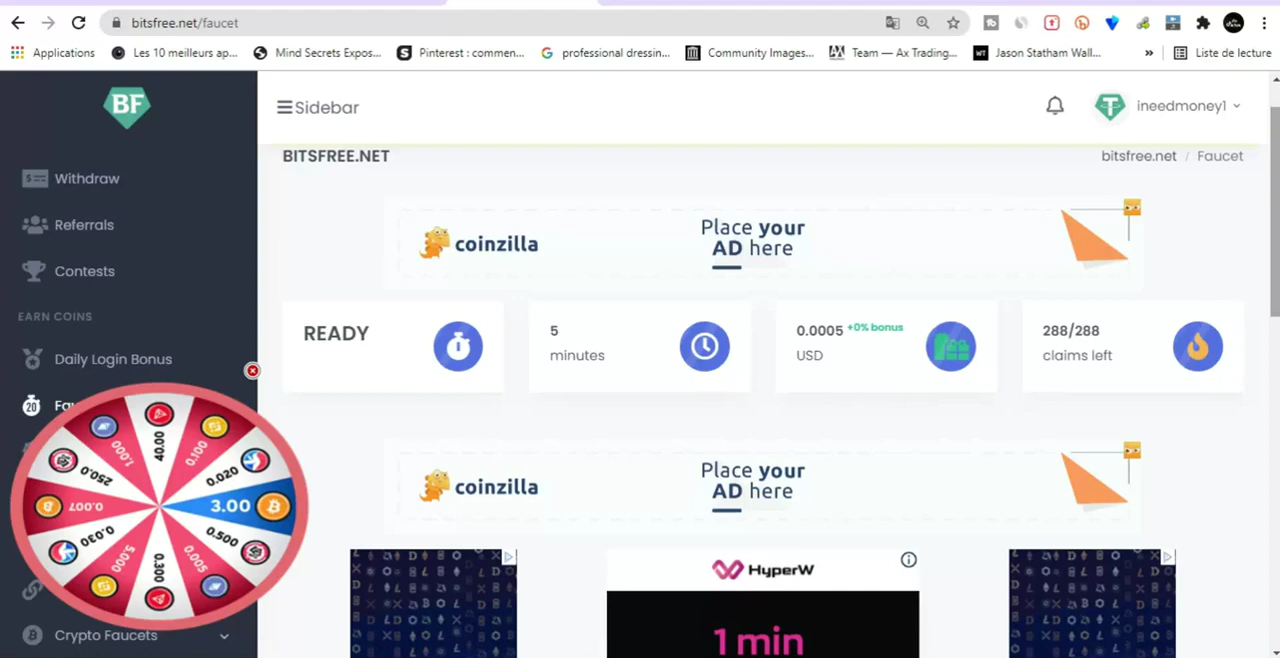 bitsfree.net/faucet
Applications
Les 10 meilleurs ap...
Mind Secrets Expos...
Pinterest : commen...
professional dressin...
Community Images...
Team — Ax Trading...
Jason Statham Wall...
»
Liste de lecture
BF
Sidebar
ineedmoney1
BITSFREE.NET
bitsfree.net / Faucet
Withdraw
Referrals
Contests
EARN COINS
Daily Login Bonus
Fau
20
Crypto Faucets
coinzilla
Place your
AD here
READY
5
minutes
0.0005 +0% bonus
USD
288/288
claims left
coinzilla
Place your
AD here
40.00
0.100
0.020
3.00
0.500
0.005
0.300
5.000
0.030
0.007
250.0
1.000
HyperW
1 min